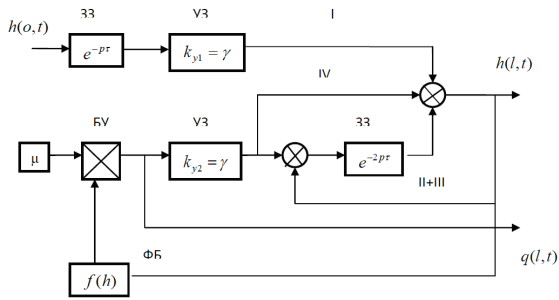 ЗЗ УЗ I
h(o,t)
e^{-pτ} k_{y1} = γ h(l,t)
IV
БУ УЗ ЗЗ
μ k_{y2} = γ e^{-2pτ}
II+III
ФБ q(l,t)
f(h)